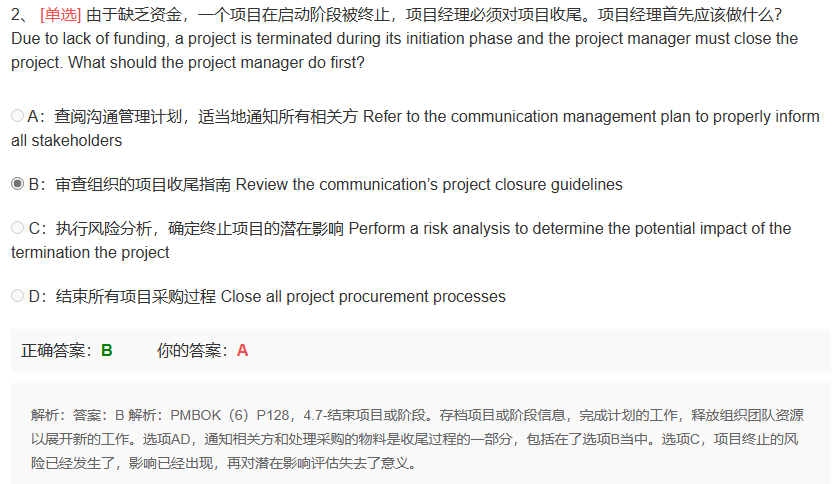 2、 [单选] 由于缺乏资金，一个项目在启动阶段被终止，项目经理必须对项目收尾。项目经理首先应该做什么？
Due to lack of funding, a project is terminated during its initiation phase and the project manager must close the
project. What should the project manager do first?
A：查阅沟通管理计划，适当地通知所有相关方 Refer to the communication management plan to properly inform
all stakeholders
B：审查组织的项目收尾指南 Review the communication’s project closure guidelines
C：执行风险分析，确定终止项目的潜在影响 Perform a risk analysis to determine the potential impact of the
termination the project
D：结束所有项目采购过程 Close all project procurement processes
正确答案：B 你的答案：A
解析：答案：B 解析：PMBOK（6）P128，4.7-结束项目或阶段。存档项目或阶段信息，完成计划的工作，释放组织团队资源
以展开新的工作。选项AD，通知相关方和处理采购的物料是收尾过程的一部分，包括在了选项B当中。选项C，项目终止的风
险已经发生了，影响已经出现，再对潜在影响评估失去了意义。